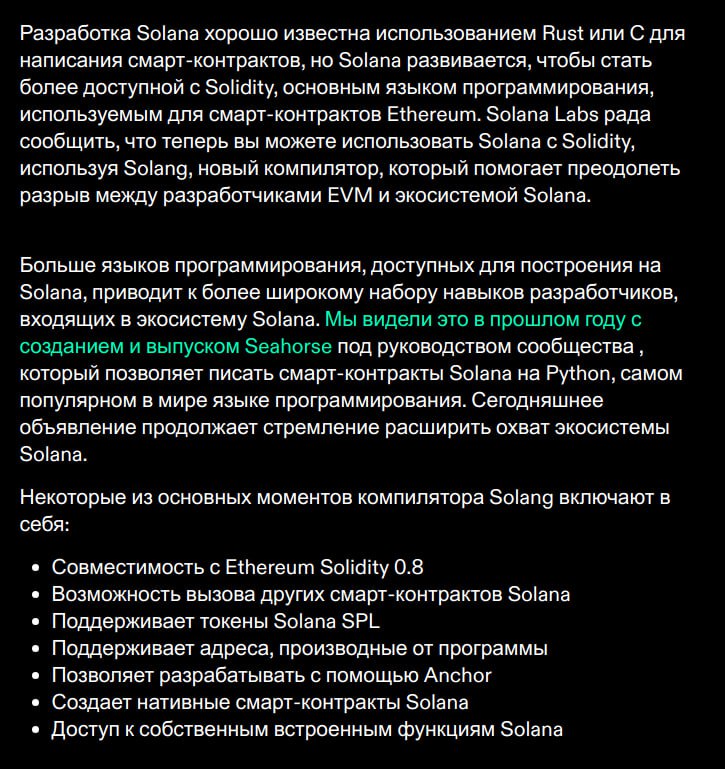 Разработка Solana хорошо известна использованием Rust или C для
написания смарт-контрактов, но Solana развивается, чтобы стать
более доступной с Solidity, основным языком программирования,
используемым для смарт-контрактов Ethereum. Solana Labs рада
сообщить, что теперь вы можете использовать Solana с Solidity,
используя Solang, новый компилятор, который помогает преодолеть
разрыв между разработчиками EVM и экосистемой Solana.
Больше языков программирования, доступных для построения на
Solana, приводит к более широкому набору навыков разработчиков,
входящих в экосистему Solana. Мы видели это в прошлом году с
созданием и выпуском Seahorse под руководством сообщества ,
который позволяет писать смарт-контракты Solana на Python, самом
популярном в мире языке программирования. Сегодняшнее
объявление продолжает стремление расширить охват экосистемы
Solana.
Некоторые из основных моментов компилятора Solang включают в
себя:
• Совместимость с Ethereum Solidity 0.8
• Возможность вызова других смарт-контрактов Solana
• Поддерживает токены Solana SPL
• Поддерживает адреса, производные от программы
• Позволяет разрабатывать с помощью Anchor
• Создает нативные смарт-контракты Solana
• Доступ к собственным встроенным функциям Solana